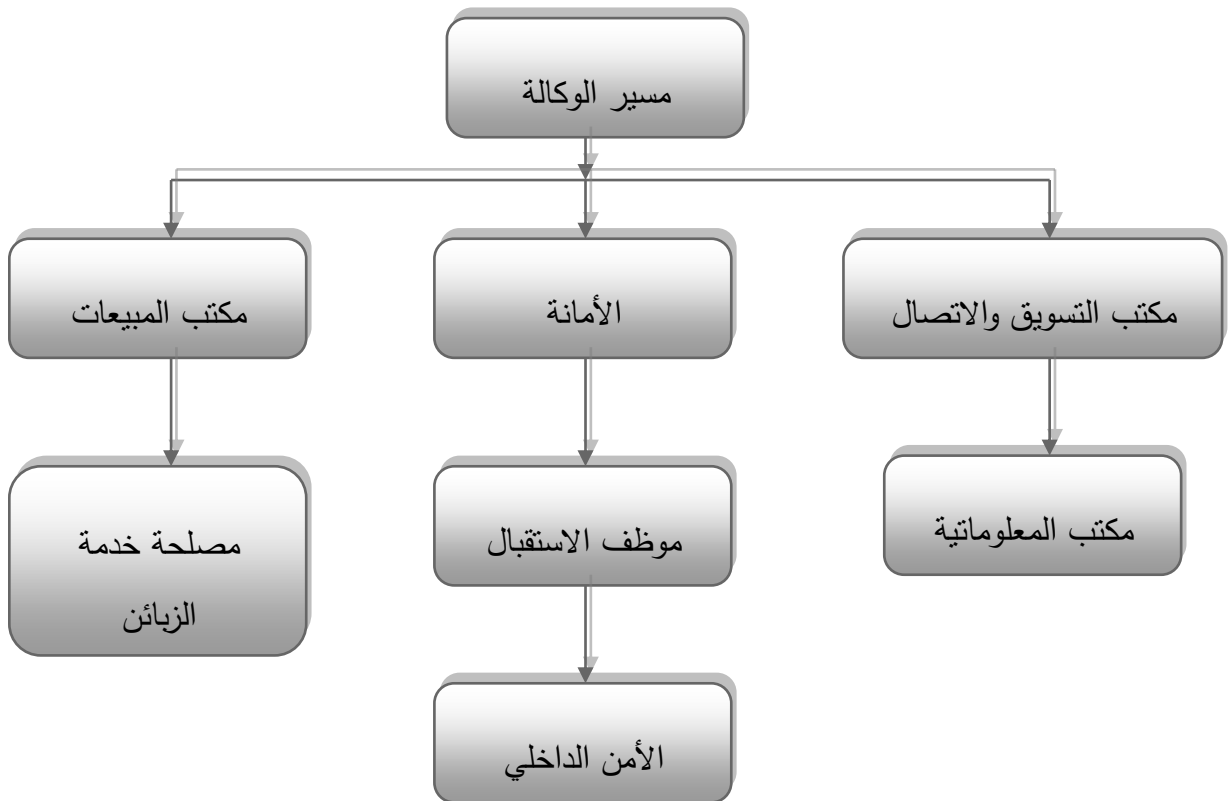 مسير الوكالة
مكتب التسويق والاتصال
الأمانة
مكتب المبيعات
مكتب المعلوماتية
موظف الاستقبال
مصلحة خدمة
الزبائن
الأمن الداخلي